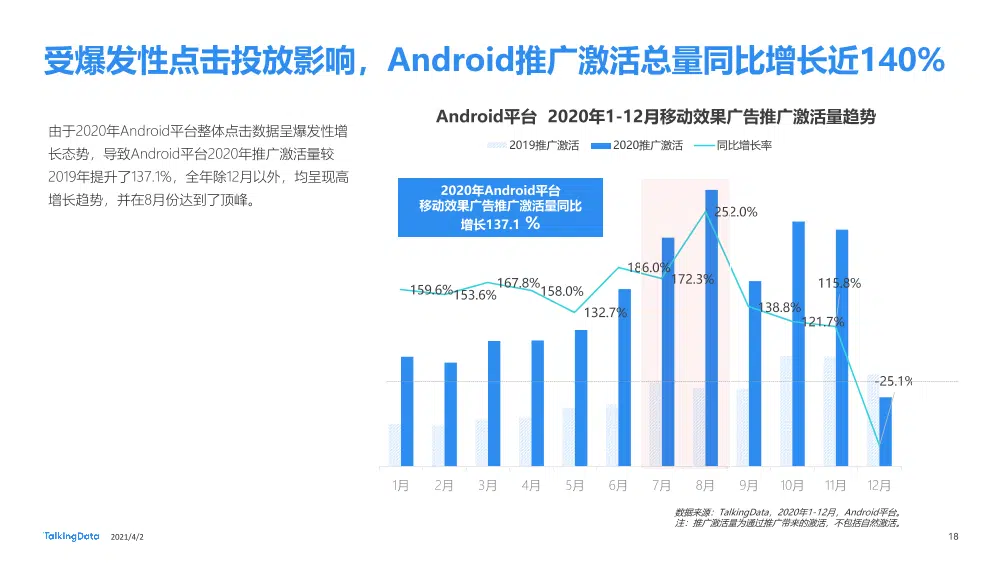 受爆发性点击投放影响，Android推广激活总量同比增长近140%
由于2020年Android平台整体点击数据呈爆发性增
长态势，导致Android平台2020年推广激活量较
2019年提升了137.1%，全年除12月以外，均呈现高
增长趋势，并在8月份达到了顶峰。
Android平台 2020年1-12月移动效果广告推广激活量趋势
2019推广激活 2020推广激活 同比增长率
2020年Android平台
移动效果广告推广激活量同比
增长137.1 %
159.6%
153.6%
167.8%
158.0%
132.7%
186.0%
172.3%
252.0%
138.8%
121.7%
115.8%
-25.1%
1月 2月 3月 4月 5月 6月 7月 8月 9月 10月 11月 12月
数据来源：TalkingData，2020年1-12月，Android平台。
注：推广激活量为通过推广带来的激活，不包括自然激活。
TalkingData 2021/4/2 18